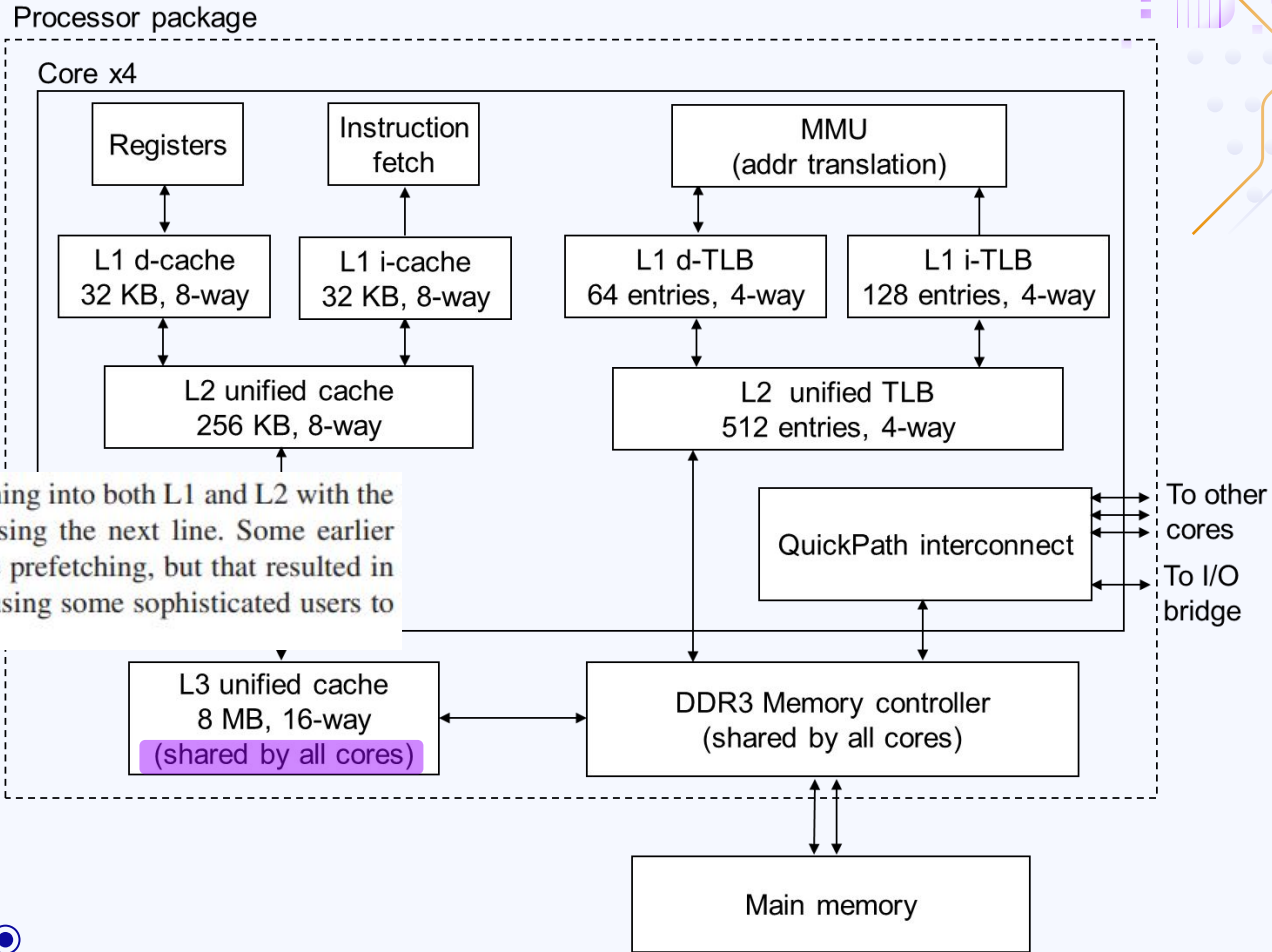 Processor package
Core x4
Registers
Instruction
fetch
MMU
(addr translation)
L1 d-cache
32 KB, 8-way
L1 i-cache
32 KB, 8-way
L1 d-TLB
64 entries, 4-way
L1 i-TLB
128 entries, 4-way
L2 unified cache
256 KB, 8-way
L2 unified TLB
512 entries, 4-way
into both L1 and L2 with the
the next line. Some earlier
prefetching, but that resulted in
some sophisticated users to
QuickPath interconnect
To other
cores
To I/O
bridge
L3 unified cache
8 MB, 16-way
(shared by all cores)
DDR3 Memory controller
(shared by all cores)
Main memory